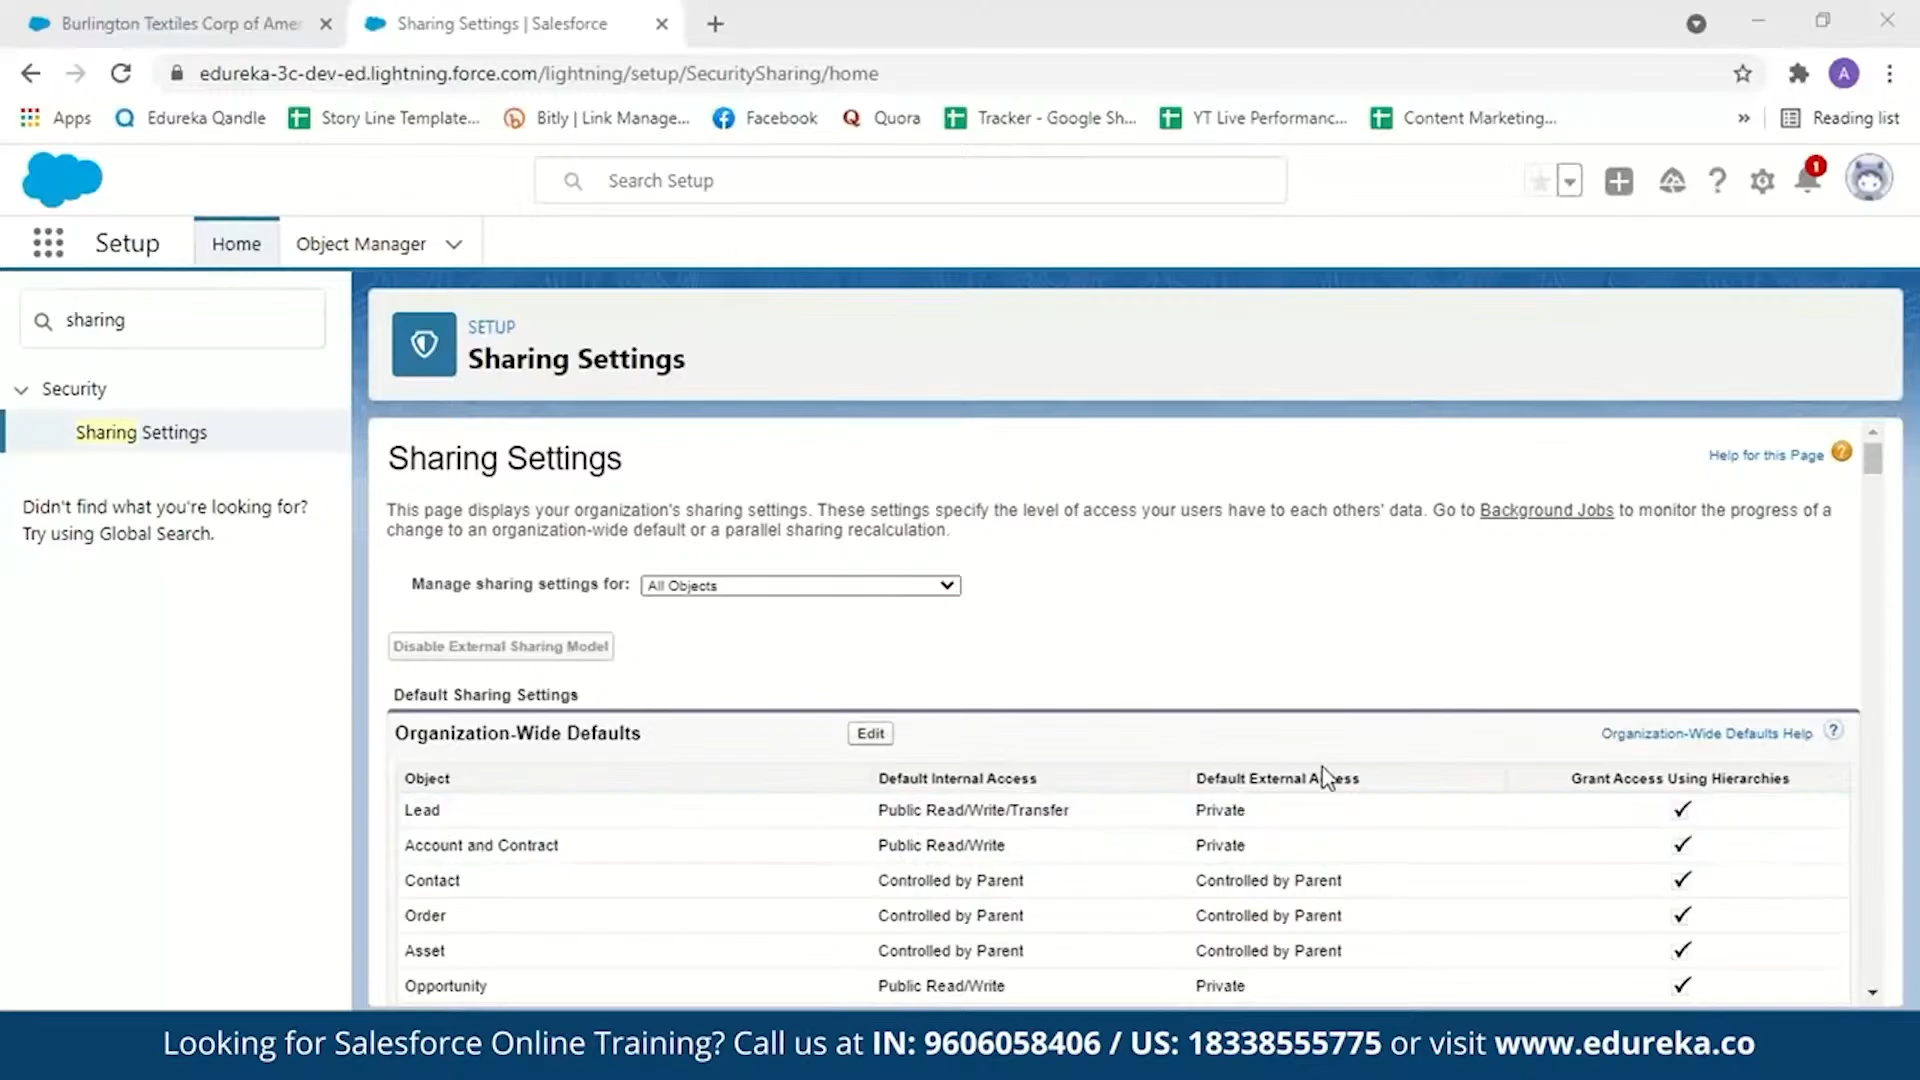 Burlington Textiles Corp of Amer
Sharing Settings | Salesforce
edureka-3c-dev-ed.lightning.force.com/lightning/setup/SecuritySharing/home
A
Apps
Edureka Qandle
Story Line Template...
Bitly | Link Manage...
Facebook
Quora
Tracker - Google Sh...
YT Live Performanc...
Content Marketing...
»
Reading list
Search Setup
1
Setup
Home
Object Manager
sharing
Security
Sharing Settings
Didn't find what you're looking for?
Try using Global Search.
SETUP
Sharing Settings
Sharing Settings
Help for this Page ?
This page displays your organization's sharing settings. These settings specify the level of access your users have to each others' data. Go to Background Jobs to monitor the progress of a
change to an organization-wide default or a parallel sharing recalculation.
Manage sharing settings for: All Objects
Disable External Sharing Model
Default Sharing Settings
Organization-Wide Defaults Edit Organization-Wide Defaults Help ?
Object Default Internal Access Default External Access Grant Access Using Hierarchies
Lead Public Read/Write/Transfer Private ✓
Account and Contract Public Read/Write Private ✓
Contact Controlled by Parent Controlled by Parent ✓
Order Controlled by Parent Controlled by Parent ✓
Asset Controlled by Parent Controlled by Parent ✓
Opportunity Public Read/Write Private ✓
Looking for Salesforce Online Training? Call us at IN: 9606058406 / US: 18338555775 or visit www.edureka.co